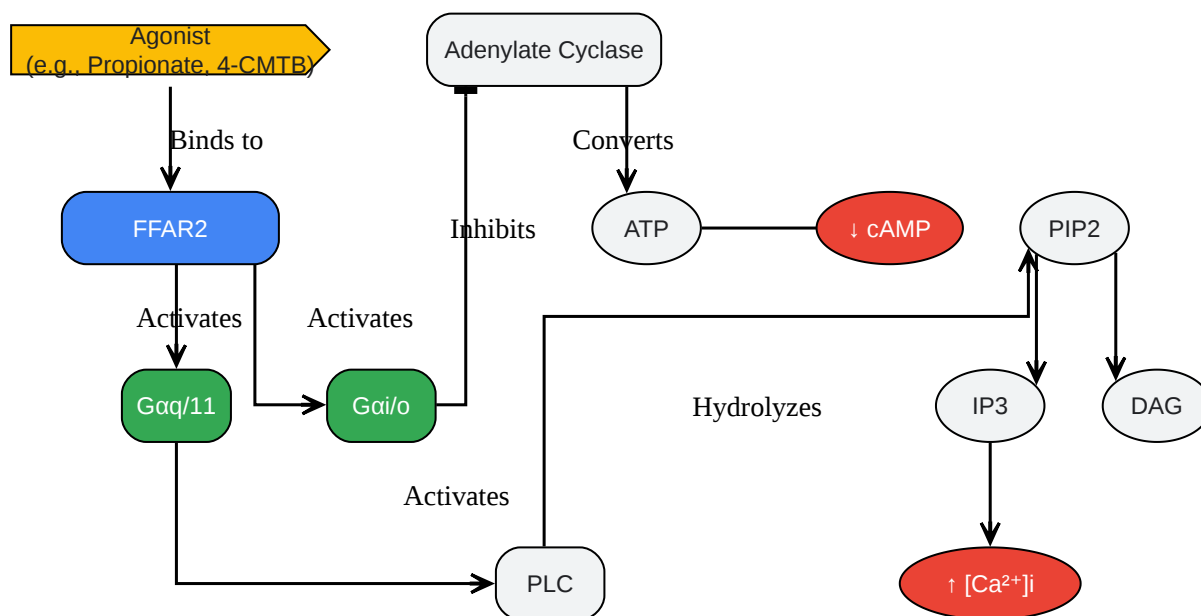 Agonist
(e.g., Propionate, 4-CMTB)
Adenylate Cyclase
Binds to
Converts
FFAR2
Inhibits
ATP
↓ cAMP
PIP2
Activates
Activates
Gαq/11
Gαi/o
Hydrolyzes
IP3
DAG
Activates
PLC
↑ [Ca²⁺]i